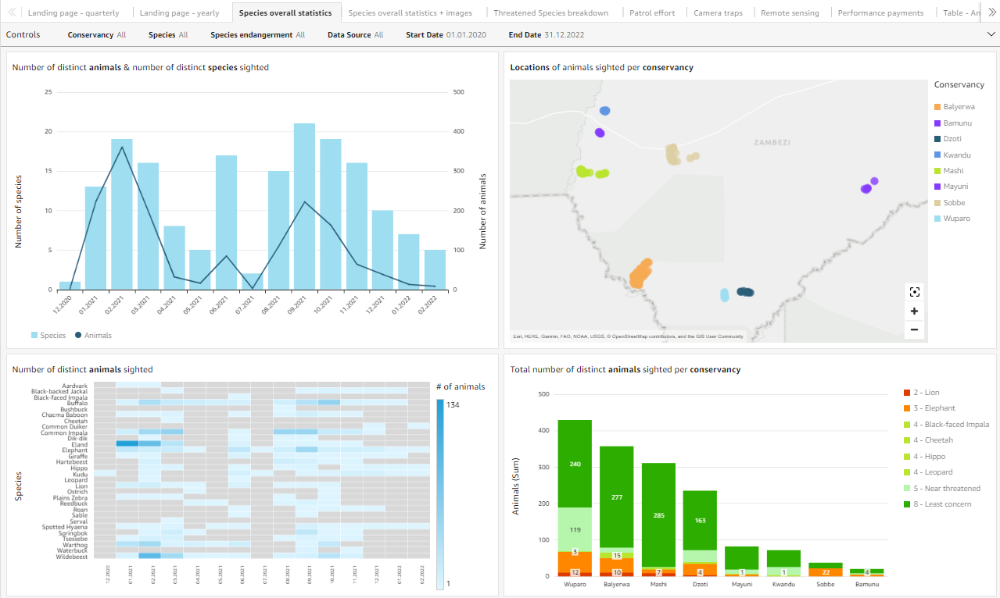 Landing page - quarterly
Landing page - yearly
Species overall statistics
Species overall statistics + images
Threatened Species breakdown
Patrol effort
Camera traps
Remote sensing
Performance payments
Table - An
Controls
Conservancy All
Species All
Species endangerment All
Data Source All
Start Date 01.01.2020
End Date 31.12.2022
Number of distinct animals & number of distinct species sighted
Number of species
25
20
15
10
5
0
500
400
300
200
100
0
Number of animals
12.2020
01.2021
02.2021
03.2021
04.2021
05.2021
06.2021
07.2021
08.2021
09.2021
10.2021
11.2021
12.2021
01.2022
02.2022
Species
Animals
Locations of animals sighted per conservancy
ZAMBEZI
Esri, HERE, Garmin, FAO, NOAA, USGS, © OpenStreetMap contributors, and the GIS User Community
+
−
Conservancy
Balyerwa
Bamunu
Dzoti
Kwandu
Mashi
Mayuni
Sobbe
Wuparo
Number of distinct animals sighted
Species
Aardvark
Black-backed Jackal
Black-faced Impala
Buffalo
Bushbuck
Chacma Baboon
Cheetah
Common Duiker
Common Impala
Dik-dik
Eland
Elephant
Giraffe
Hartebeest
Hippo
Kudu
Leopard
Lion
Ostrich
Plains Zebra
Reedbuck
Roan
Sable
Serval
Spotted Hyaena
Springbok
Tsessebe
Warthog
Waterbuck
Wildebeest
12.2020
01.2021
02.2021
03.2021
04.2021
05.2021
06.2021
07.2021
08.2021
09.2021
10.2021
11.2021
12.2021
01.2022
02.2022
# of animals
134
1
Total number of distinct animals sighted per conservancy
Animals (Sum)
500
400
300
200
100
0
240
119
3
12
277
15
10
285
7
163
4
1
1
22
4
Wuparo
Balyerwa
Mashi
Dzoti
Mayuni
Kwandu
Sobbe
Bamunu
2 - Lion
3 - Elephant
4 - Black-faced Impala
4 - Cheetah
4 - Hippo
4 - Leopard
5 - Near threatened
8 - Least concern